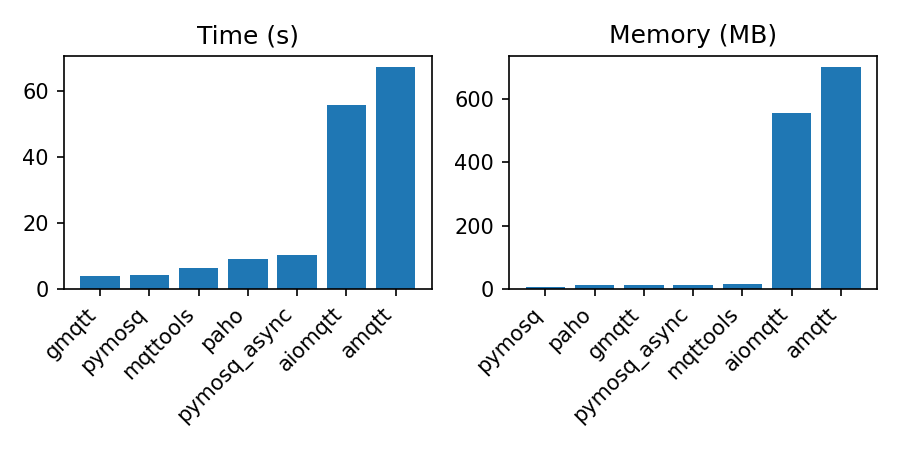 Time (s)
60
40
20
0
gmqtt
pymosq
mqttools
paho
pymosq_async
aiomqtt
amqtt
Memory (MB)
600
400
200
0
pymosq
paho
gmqtt
pymosq_async
mqttools
aiomqtt
amqtt